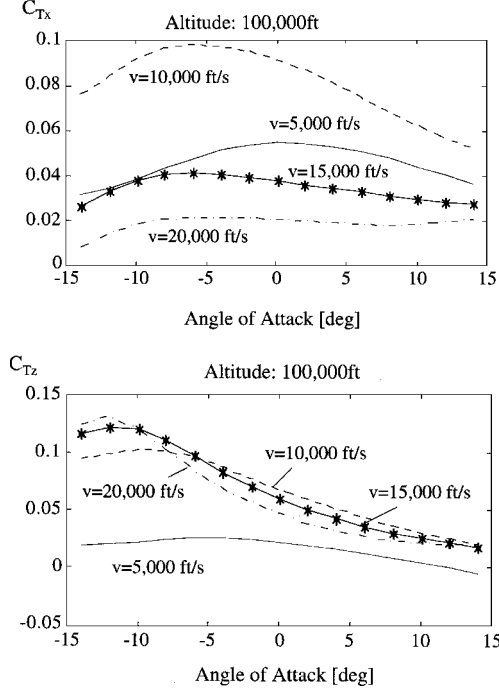 C_Tx
Altitude: 100,000ft
0.1
v=10,000 ft/s
0.08
v=5,000 ft/s
0.06
v=15,000 ft/s
0.04
0.02
v=20,000 ft/s
0
-15 -10 -5 0 5 10 15
Angle of Attack [deg]
C_Tz
Altitude: 100,000ft
0.15
0.1
v=10,000 ft/s
v=20,000 ft/s
v=15,000 ft/s
0.05
0
v=5,000 ft/s
-0.05
-15 -10 -5 0 5 10 15
Angle of Attack [deg]